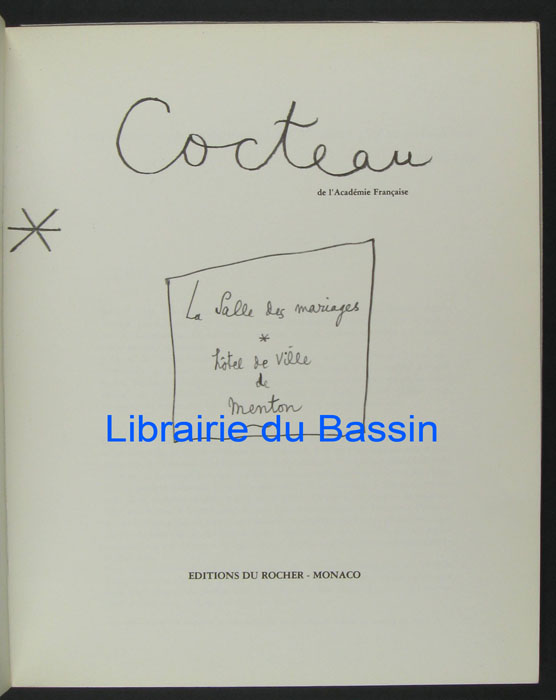 Cocteau
de l'Académie Française
La Salle des mariages
*
hôtel de Ville
de
Menton
Librairie du Bassin
EDITIONS DU ROCHER - MONACO